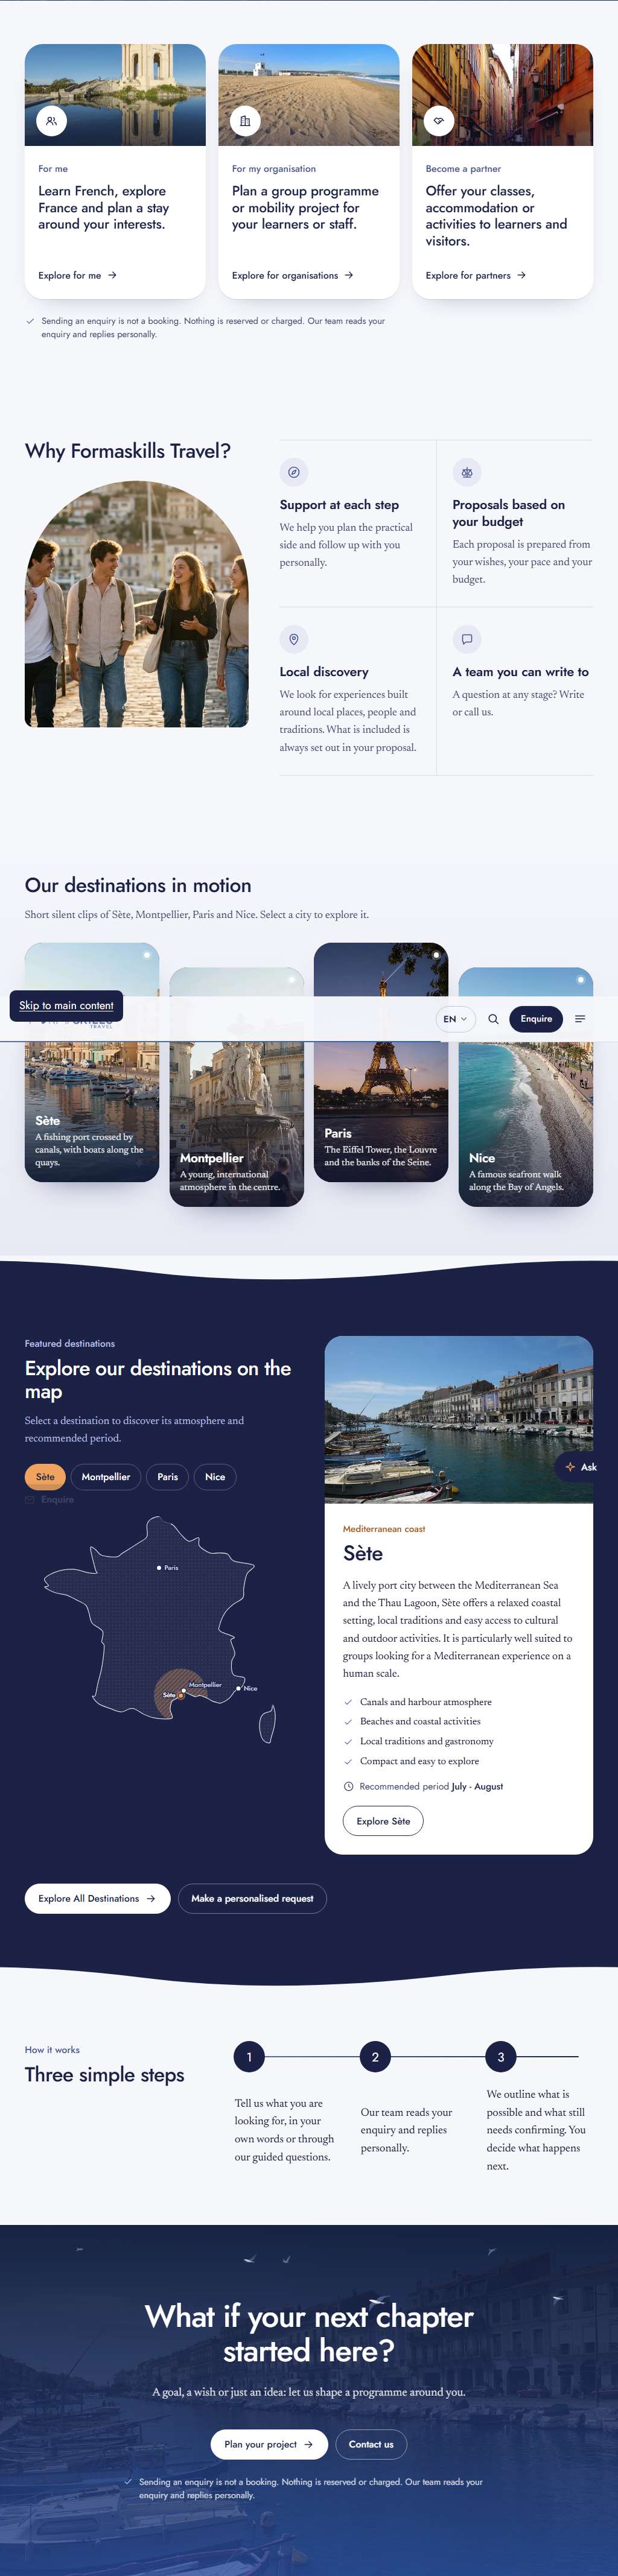 For me
Learn French, explore
France and plan a stay
around your interests.
Explore for me
For my organisation
Plan a group programme
or mobility project for
your learners or staff.
Explore for organisations
Become a partner
Offer your classes,
accommodation or
activities to learners and
visitors.
Explore for partners
Sending an enquiry is not a booking. Nothing is reserved or charged. Our team reads your
enquiry and replies personally.
Why Formaskills Travel?
Support at each step
We help you plan the practical
side and follow up with you
personally.
Proposals based on
your budget
Each proposal is prepared from
your wishes, your pace and your
budget.
Local discovery
We look for experiences built
around local places, people and
traditions. What is included is
always set out in your proposal.
A team you can write to
A question at any stage? Write
or call us.
Our destinations in motion
Short silent clips of Sète, Montpellier, Paris and Nice. Select a city to explore it.
Skip to main content
TRAVEL
EN
Enquire
Sète
A fishing port crossed by
canals, with boats along the
quays.
Montpellier
A young, international
atmosphere in the centre.
Paris
The Eiffel Tower, the Louvre
and the banks of the Seine.
Nice
A famous seafront walk
along the Bay of Angels.
Featured destinations
Explore our destinations on the
map
Select a destination to discover its atmosphere and
recommended period.
Sète
Montpellier
Paris
Nice
Enquire
Paris
Montpellier
Sète
Nice
Ask
Mediterranean coast
Sète
A lively port city between the Mediterranean Sea
and the Thau Lagoon, Sète offers a relaxed coastal
setting, local traditions and easy access to cultural
and outdoor activities. It is particularly well suited to
groups looking for a Mediterranean experience on a
human scale.
Canals and harbour atmosphere
Beaches and coastal activities
Local traditions and gastronomy
Compact and easy to explore
Recommended period July - August
Explore Sète
Explore All Destinations
Make a personalised request
How it works
Three simple steps
1
Tell us what you are
looking for, in your
own words or through
our guided questions.
2
Our team reads your
enquiry and replies
personally.
3
We outline what is
possible and what still
needs confirming. You
decide what happens
next.
What if your next chapter
started here?
A goal, a wish or just an idea: let us shape a programme around you.
Plan your project
Contact us
Sending an enquiry is not a booking. Nothing is reserved or charged. Our team reads your
enquiry and replies personally.